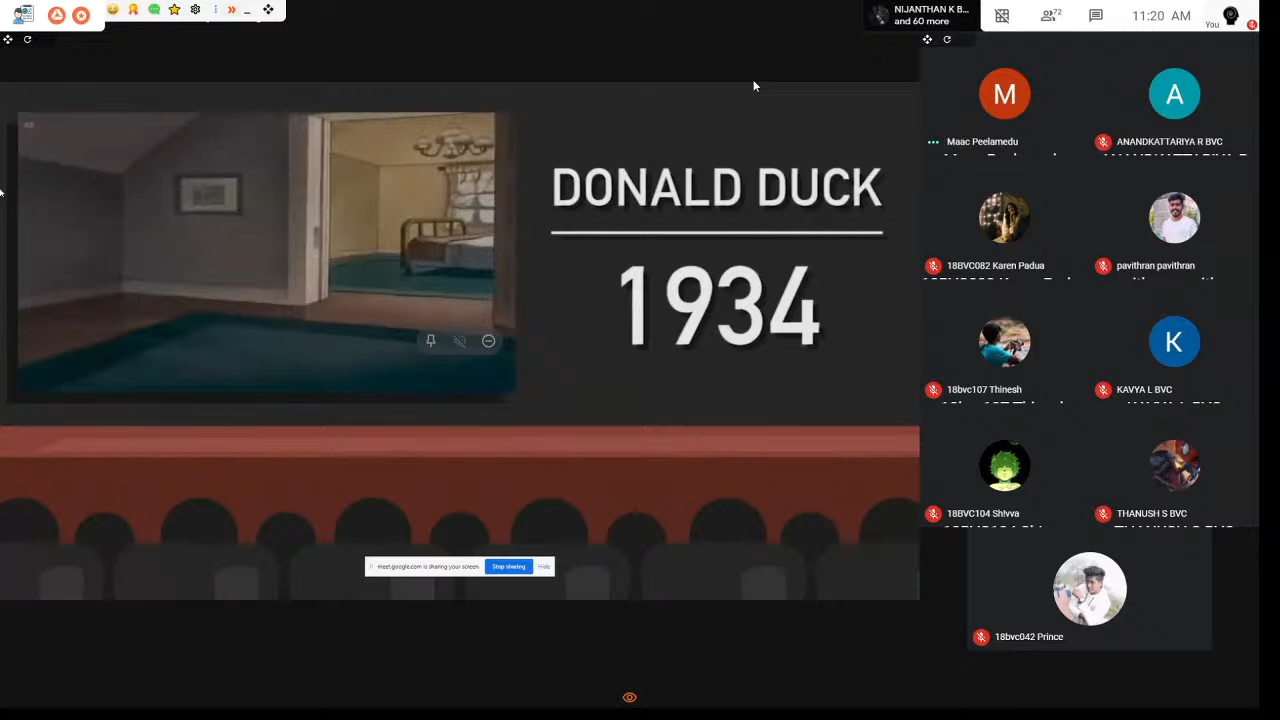 NIJANTHAN K B...
and 60 more
72
11:20 AM
You
DONALD DUCK
1934
M
Maac Peelamedu
A
ANANDKATTARIYA R BVC
18BVC082 Karen Padua
pavithran pavithran
18bvc107 Thinesh
K
KAVYA L BVC
18BVC104 Shivva
THANUSH S BVC
meet.google.com is sharing your screen.
Stop sharing
Hide
18bvc042 Prince